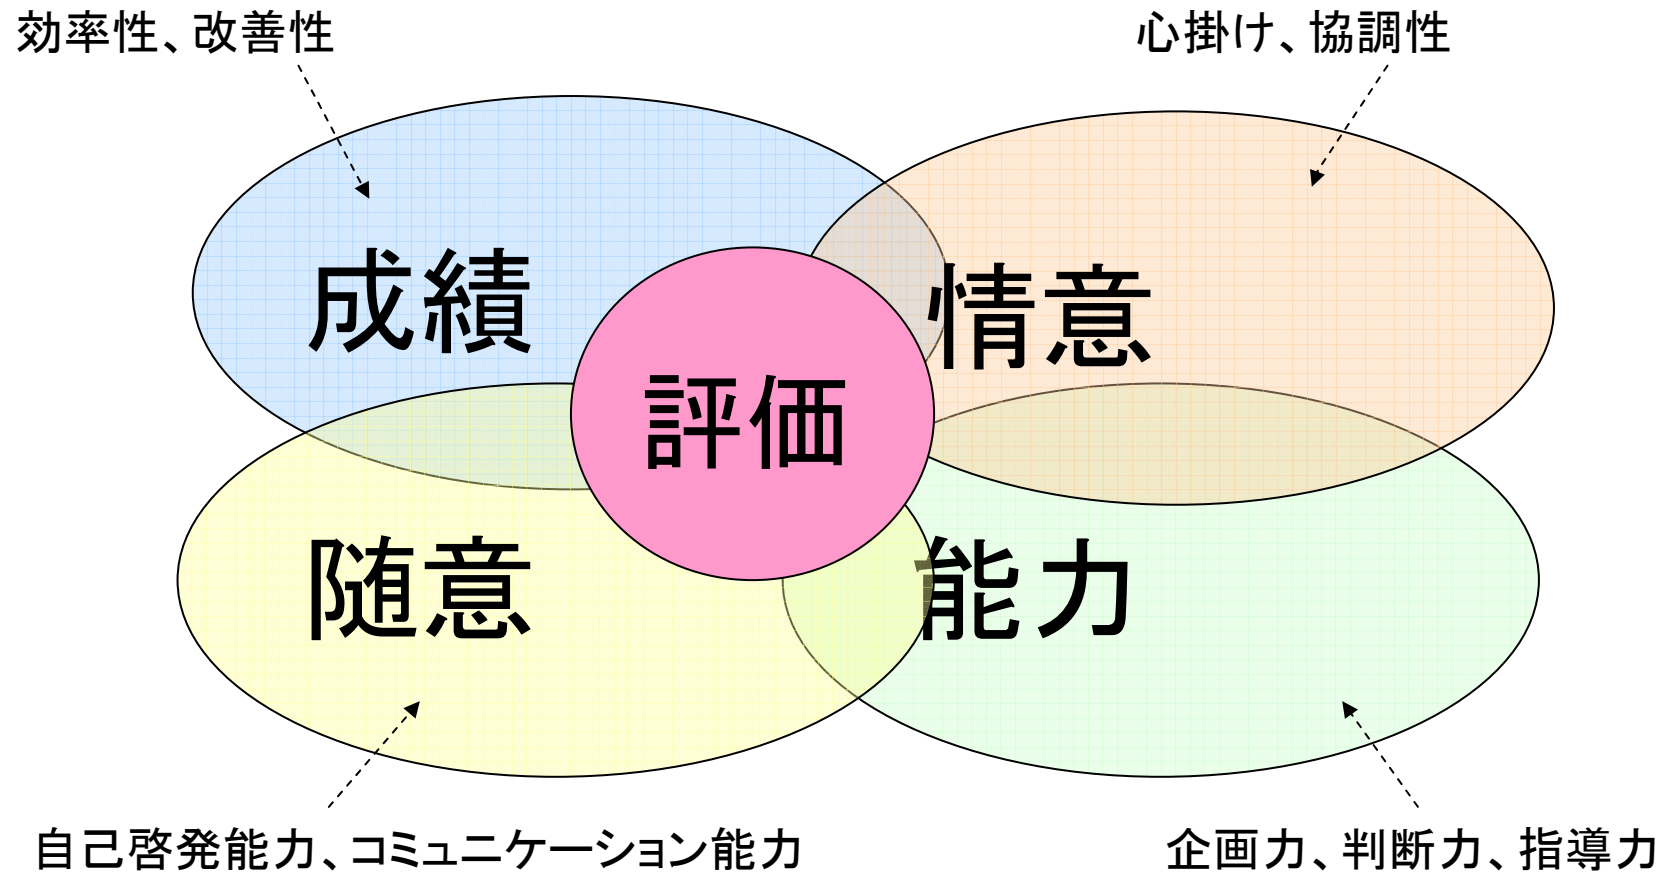 効率性、改善性
心掛け、協調性
成績
情意
評価
随意
能力
自己啓発能力、コミュニケーション能力
企画力、判断力、指導力